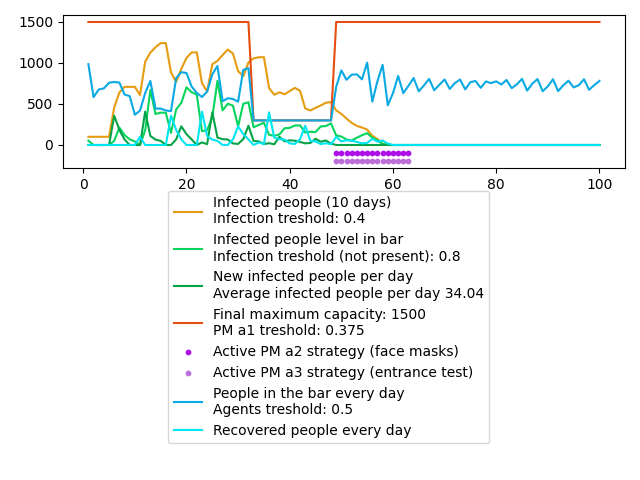 1500
1000
500
0
0
20
40
60
80
100
Infected people (10 days)
Infection treshold: 0.4
Infected people level in bar
Infection treshold (not present): 0.8
New infected people per day
Average infected people per day 34.04
Final maximum capacity: 1500
PM a1 treshold: 0.375
Active PM a2 strategy (face masks)
Active PM a3 strategy (entrance test)
People in the bar every day
Agents treshold: 0.5
Recovered people every day